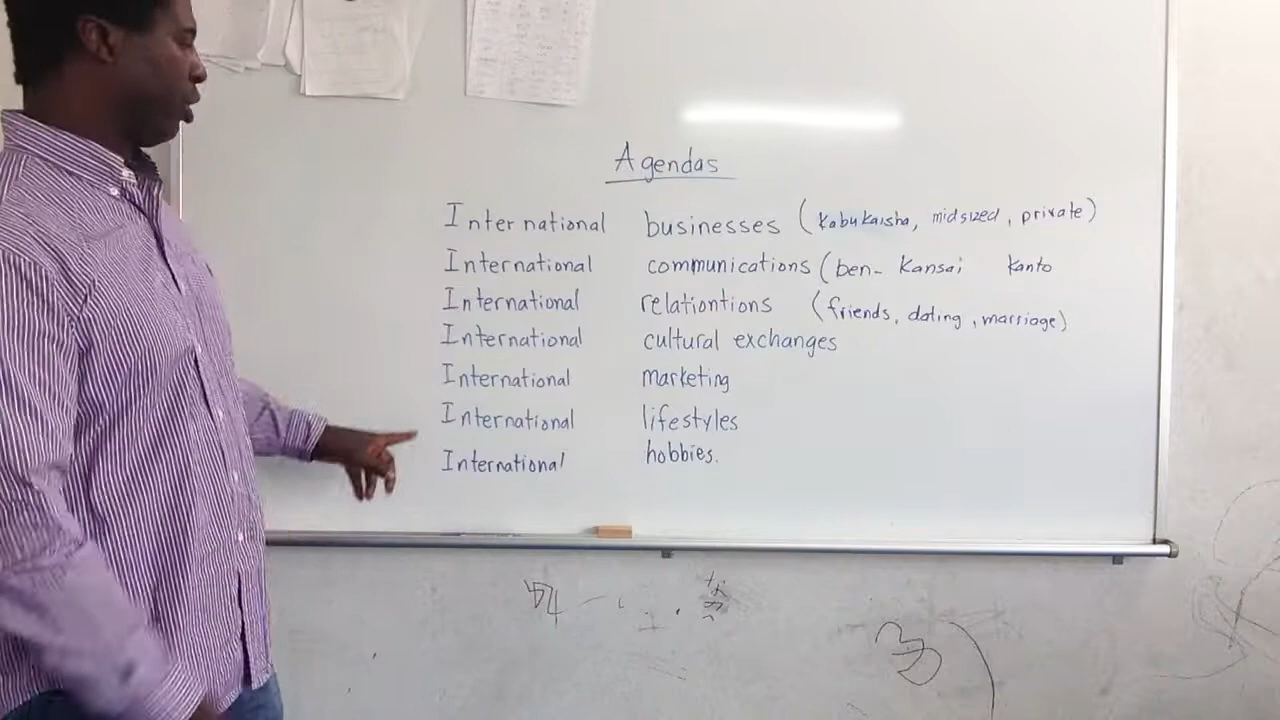 Agendas
International businesses (kabukaisha, midsized, private)
International communications (ben- Kansai Kanto
International relationtions (friends, dating, marriage)
International cultural exchanges
International marketing
International lifestyles
International hobbies.